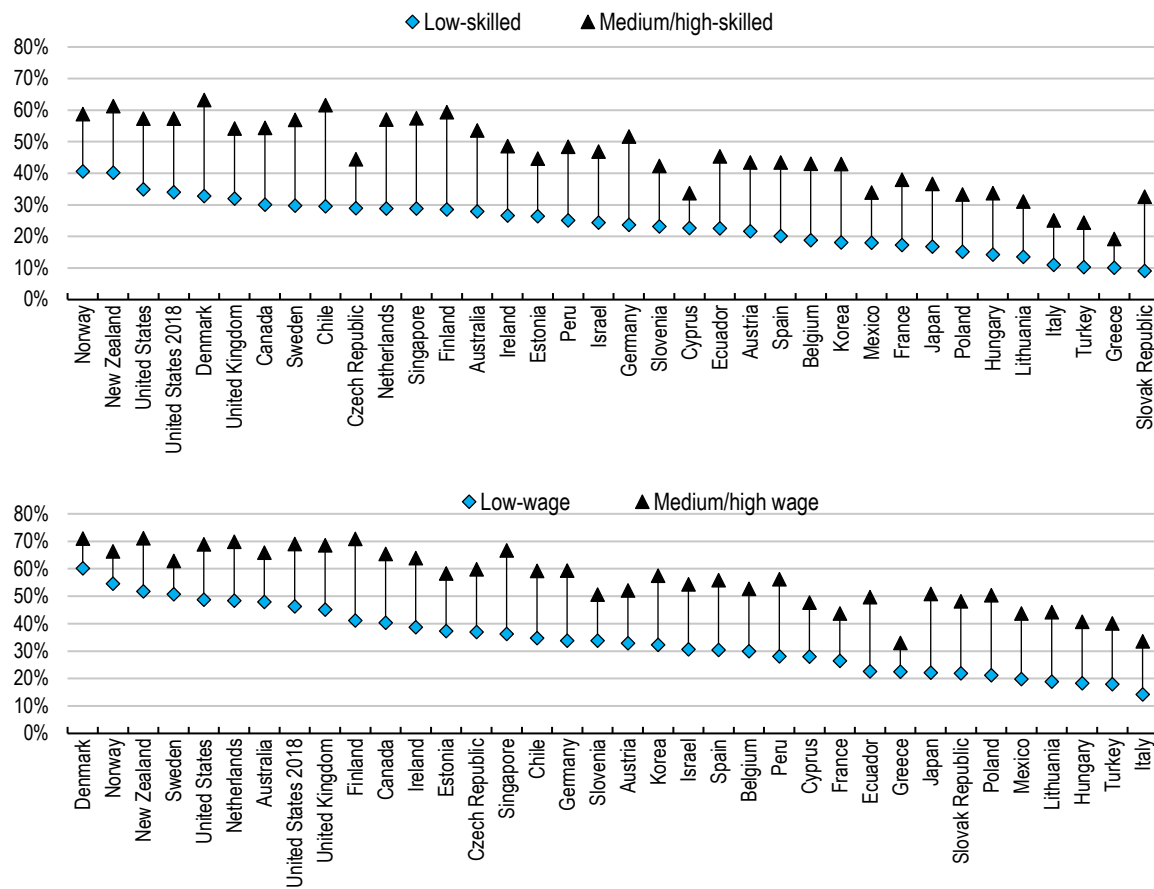 Low-skilled Medium/high-skilled
80%
70%
60%
50%
40%
30%
20%
10%
0%
Norway
New Zealand
United States
United States 2018
Denmark
United Kingdom
Canada
Sweden
Chile
Czech Republic
Netherlands
Singapore
Finland
Australia
Ireland
Estonia
Peru
Israel
Germany
Slovenia
Cyprus
Ecuador
Austria
Spain
Belgium
Korea
Mexico
France
Japan
Poland
Hungary
Lithuania
Italy
Turkey
Greece
Slovak Republic
Low-wage Medium/high wage
80%
70%
60%
50%
40%
30%
20%
10%
0%
Denmark
Norway
New Zealand
Sweden
United States
Netherlands
Australia
United States 2018
United Kingdom
Finland
Canada
Ireland
Estonia
Czech Republic
Singapore
Chile
Germany
Slovenia
Austria
Korea
Israel
Spain
Belgium
Peru
Cyprus
France
Ecuador
Greece
Japan
Slovak Republic
Poland
Mexico
Lithuania
Hungary
Turkey
Italy